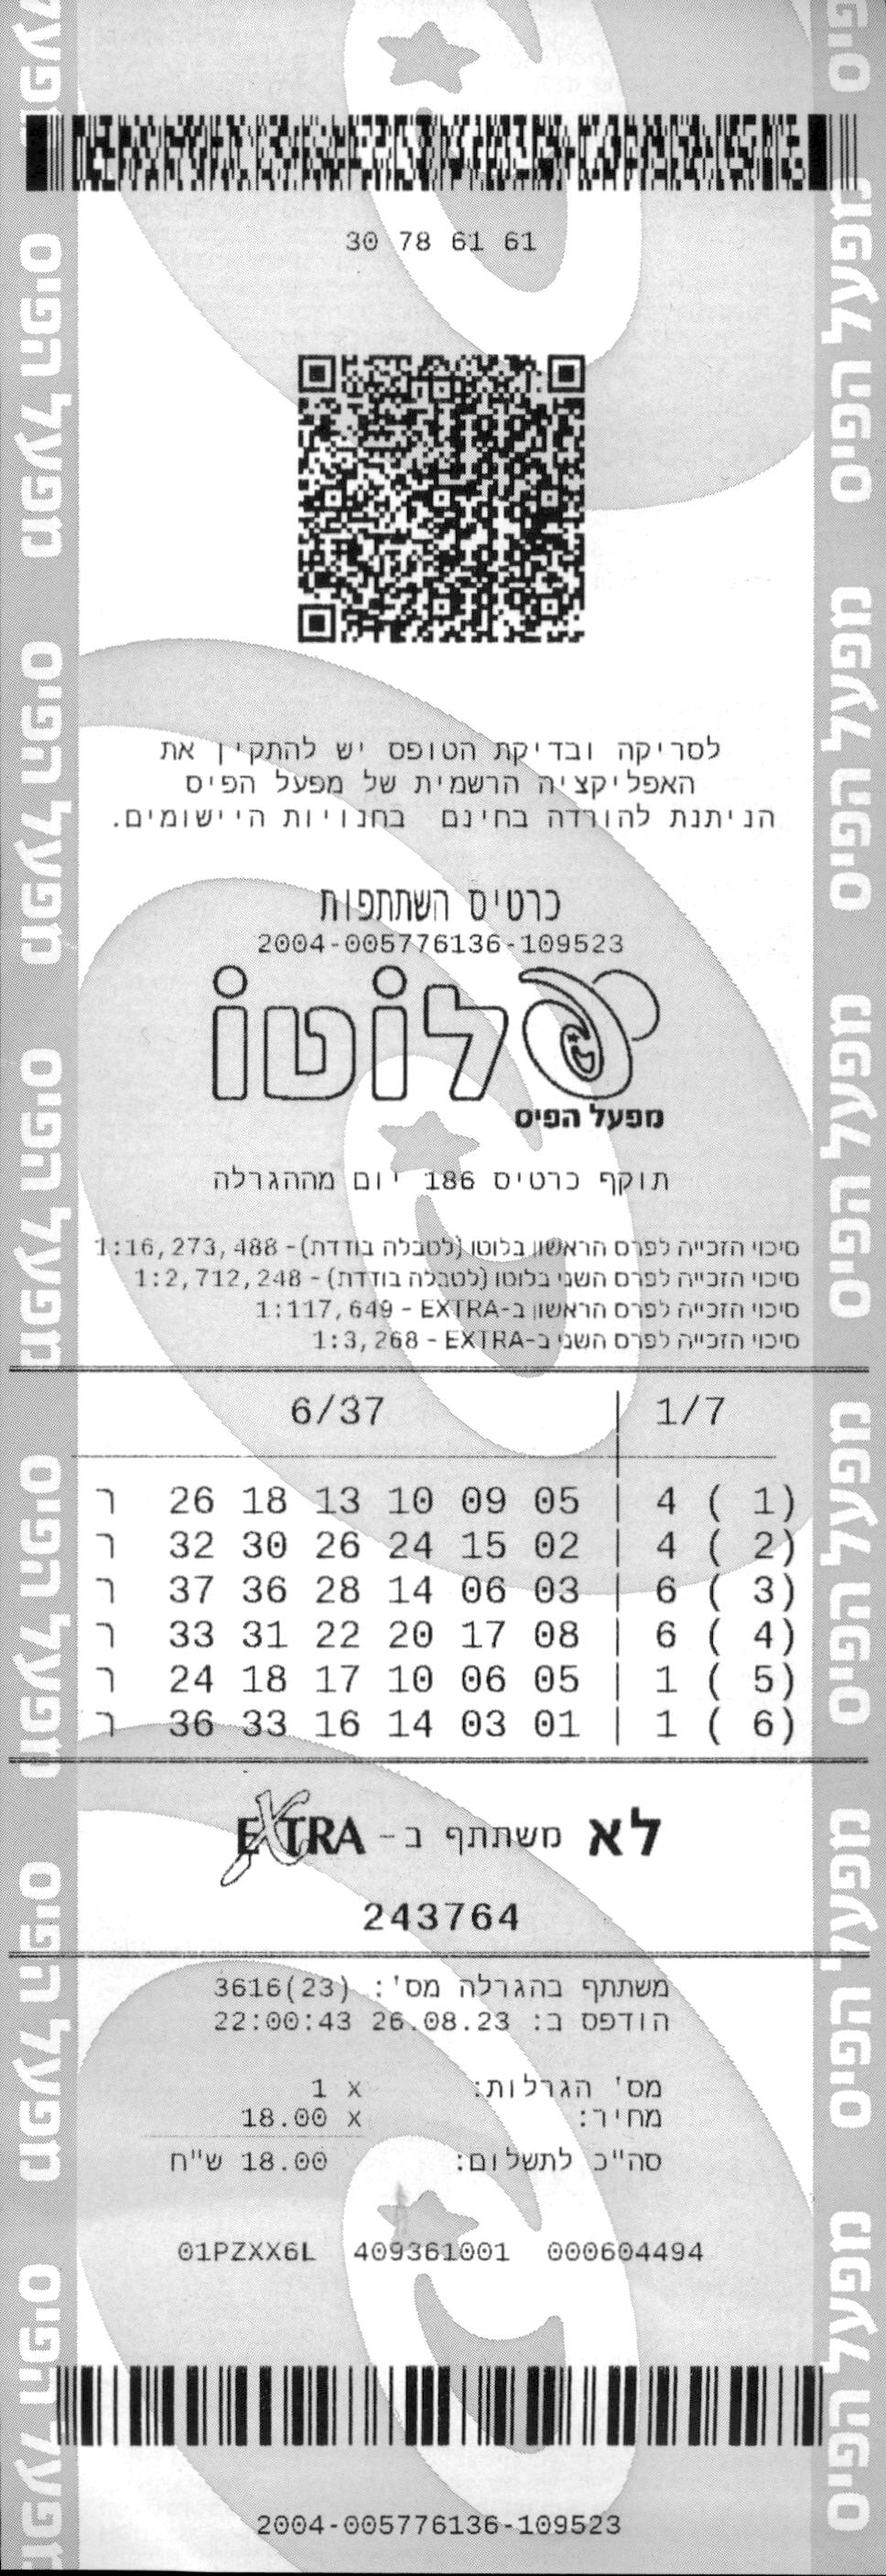 30 78 61 61
לסריקה ובדיקת הטופס יש להתקין את
האפליקציה הרשמית של מפעל הפיס
הניתנת להורדה בחינם בחנויות היישומים.
כרטיס השתתפות
2004-005776136-109523
לוטו
מפעל הפיס
תוקף כרטיס 186 יום מההגרלה
סיכוי הזכייה לפרס הראשון בלוטו (לטבלה בודדת)- 1:16,273,488
סיכוי הזכייה לפרס השני בלוטו (לטבלה בודדת) - 1:2,712,248
סיכוי הזכייה לפרס הראשון ב-EXTRA - 1:117,649
סיכוי הזכייה לפרס השני ב-EXTRA - 1:3,268
6/37 | 1/7
ר 26 18 13 10 09 05 | 4 ( 1)
ר 32 30 26 24 15 02 | 4 ( 2)
ר 37 36 28 14 06 03 | 6 ( 3)
ר 33 31 22 20 17 08 | 6 ( 4)
ר 24 18 17 10 06 05 | 1 ( 5)
ר 36 33 16 14 03 01 | 1 ( 6)
לא משתתף ב- EXTRA
243764
משתתף בהגרלה מס': 3616(23)
הודפס ב: 26.08.23 22:00:43
מס' הגרלות: x 1
מחיר: x 18.00
סה"כ לתשלום: 18.00 ש"ח
01PZXX6L 409361001 000604494
2004-005776136-109523
מפעל הפיס
מפעל הפיס
מפעל הפיס
מפעל הפיס
מפעל הפיס
מפעל הפיס
מפעל הפיס
מפעל הפיס
מפעל הפיס
מפעל הפיס
מפעל הפיס
מפעל הפיס